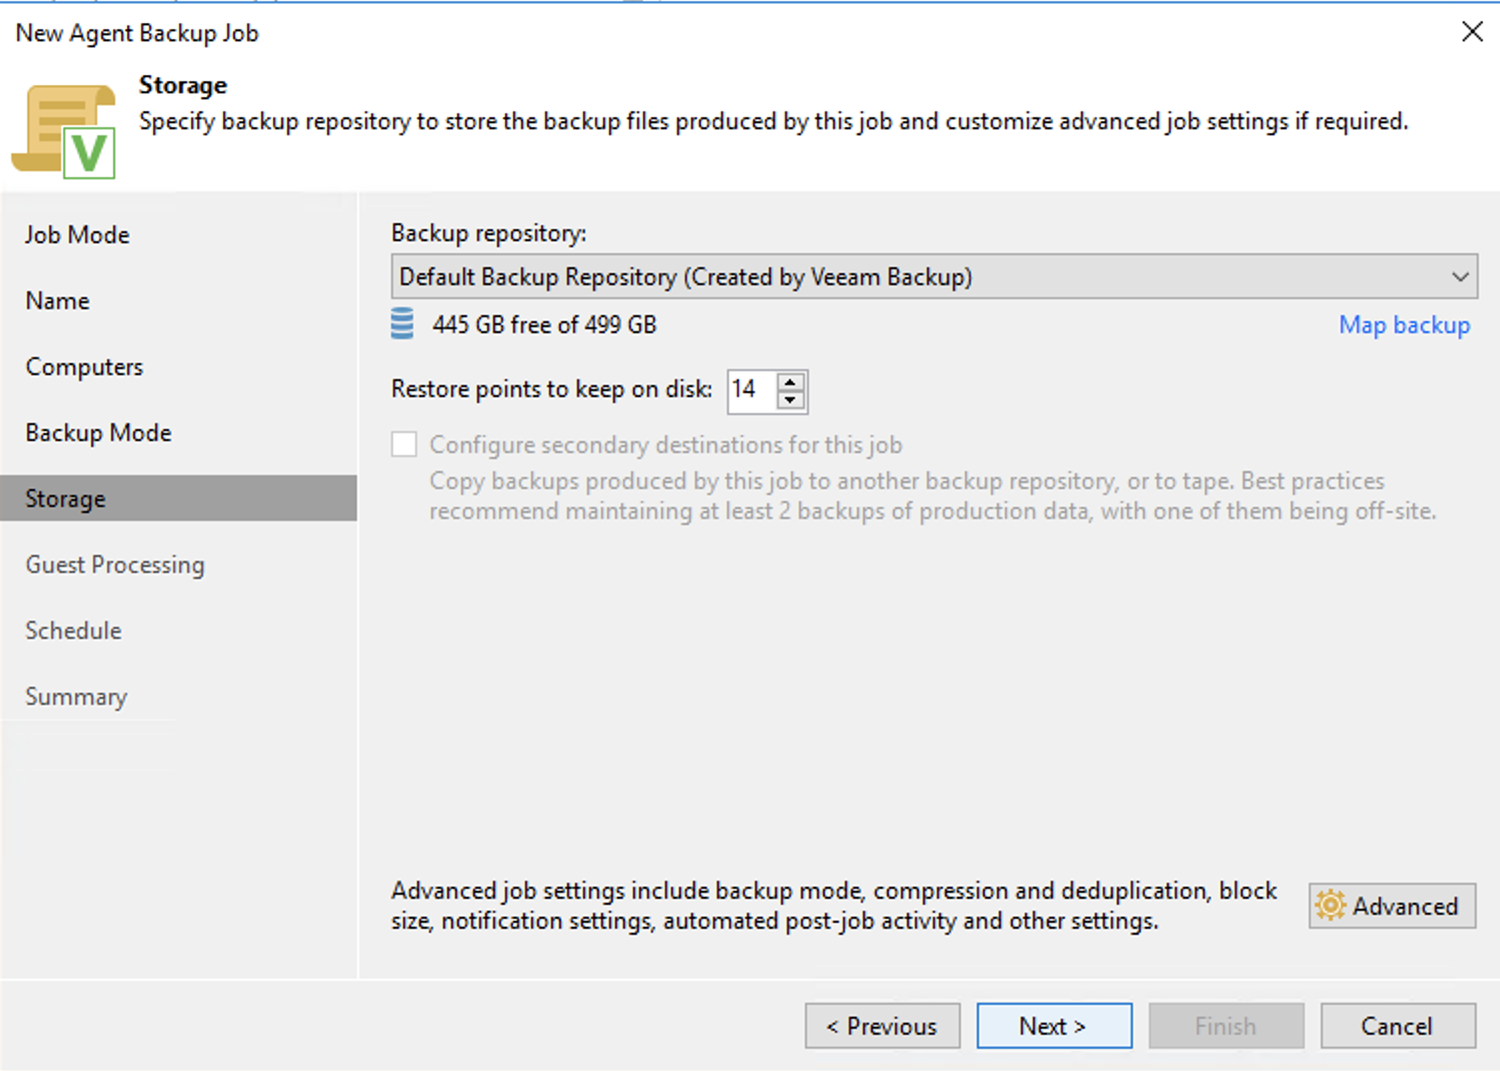 New Agent Backup Job
Storage
Specify backup repository to store the backup files produced by this job and customize advanced job settings if required.
V
Job Mode
Name
Computers
Backup Mode
Storage
Guest Processing
Schedule
Summary
Backup repository:
Default Backup Repository (Created by Veeam Backup)
445 GB free of 499 GB
Map backup
Restore points to keep on disk: 14
Configure secondary destinations for this job
Copy backups produced by this job to another backup repository, or to tape. Best practices
recommend maintaining at least 2 backups of production data, with one of them being off-site.
Advanced job settings include backup mode, compression and deduplication, block
size, notification settings, automated post-job activity and other settings.
Advanced
< Previous
Next >
Finish
Cancel